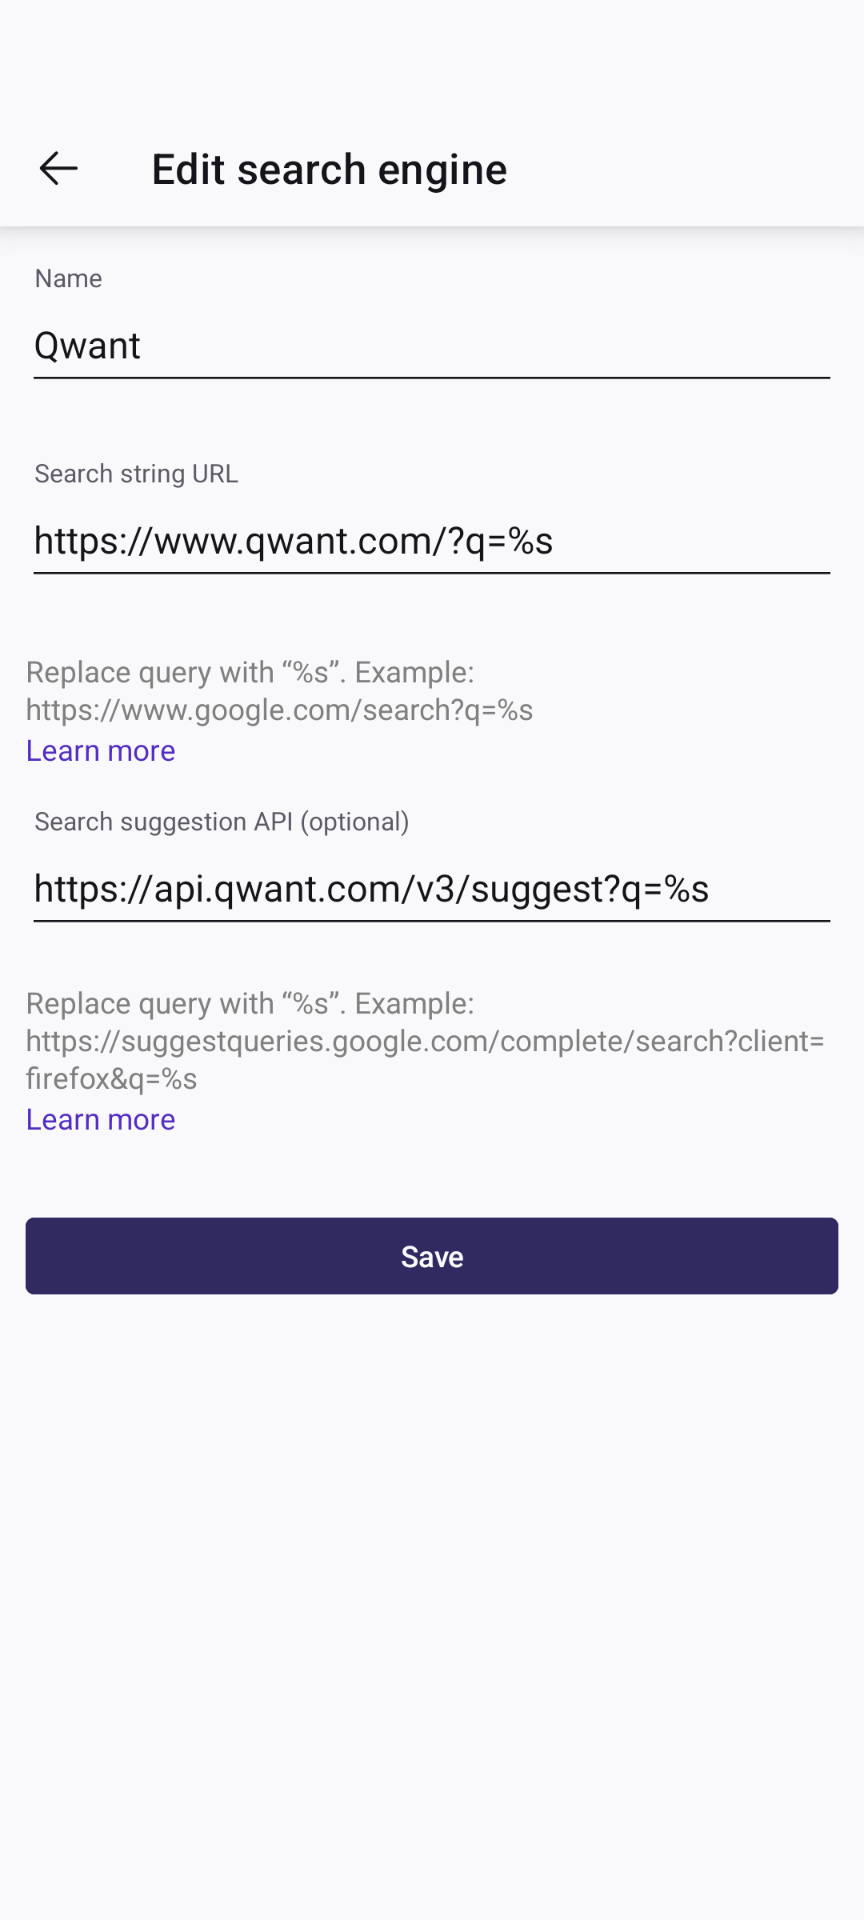 Edit search engine
Name
Qwant
Search string URL
https://www.qwant.com/?q=%s
Replace query with “%s”. Example:
https://www.google.com/search?q=%s
Learn more
Search suggestion API (optional)
https://api.qwant.com/v3/suggest?q=%s
Replace query with “%s”. Example:
https://suggestqueries.google.com/complete/search?client=
firefox&q=%s
Learn more
Save